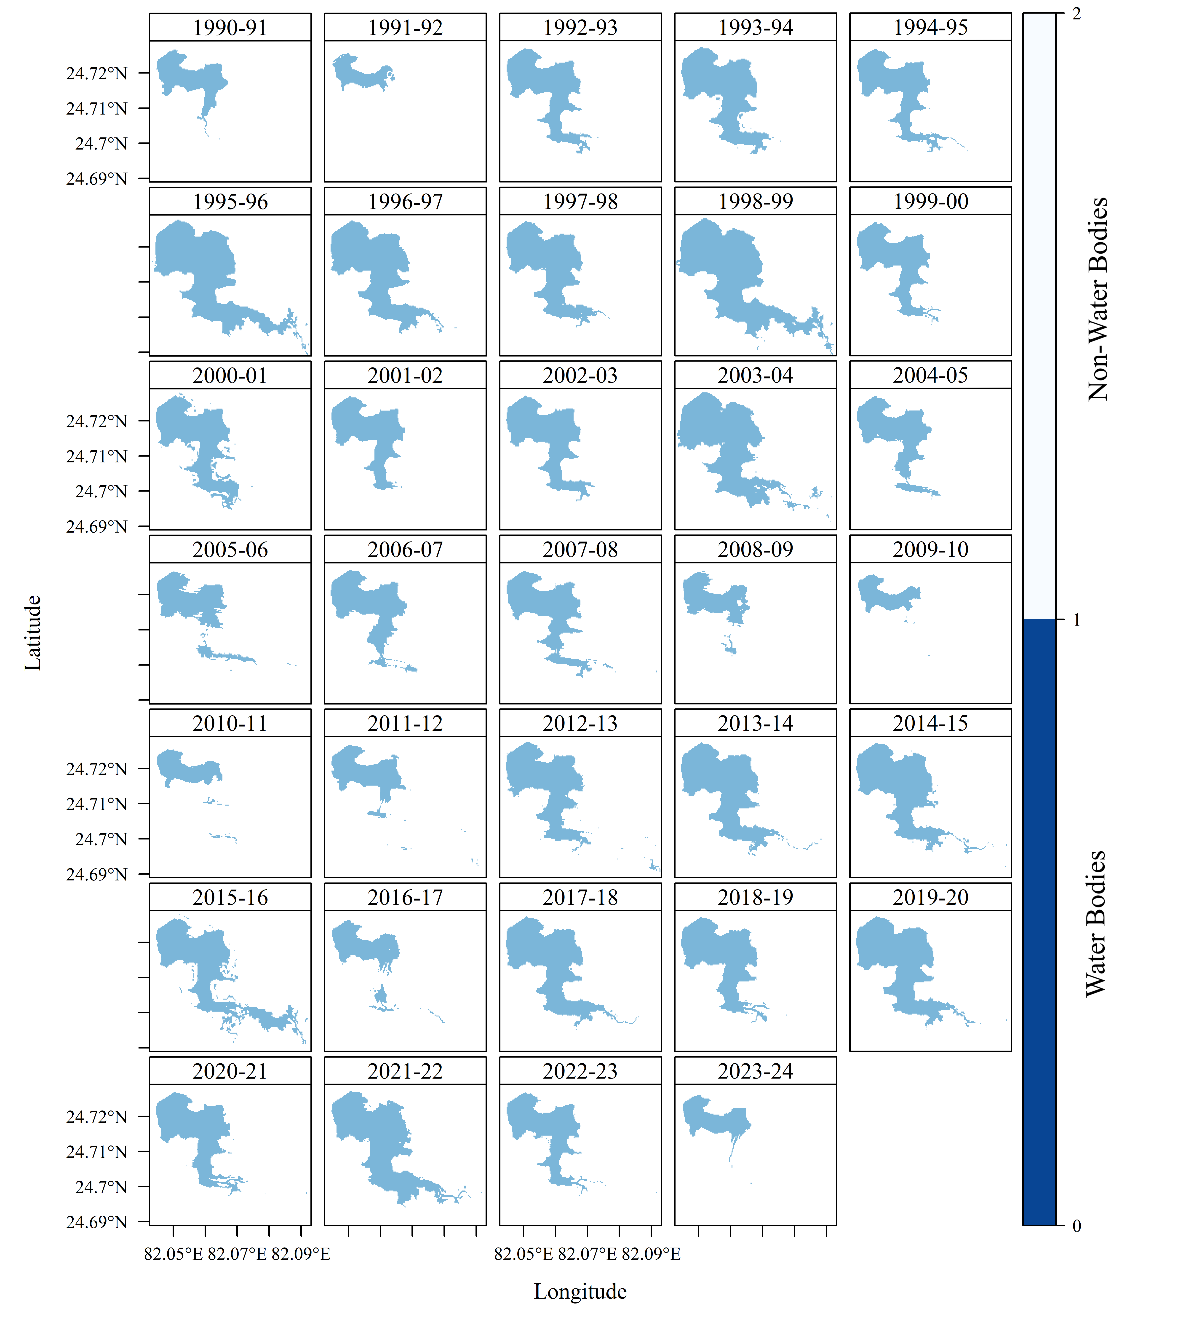 1990-91 1991-92 1992-93 1993-94 1994-95
24.72°N
24.71°N
24.7°N
24.69°N
1995-96 1996-97 1997-98 1998-99 1999-00
2000-01 2001-02 2002-03 2003-04 2004-05
24.72°N
24.71°N
24.7°N
24.69°N
2005-06 2006-07 2007-08 2008-09 2009-10
2010-11 2011-12 2012-13 2013-14 2014-15
24.72°N
24.71°N
24.7°N
24.69°N
2015-16 2016-17 2017-18 2018-19 2019-20
2020-21 2021-22 2022-23 2023-24
24.72°N
24.71°N
24.7°N
24.69°N
82.05°E 82.07°E 82.09°E 82.05°E 82.07°E 82.09°E
Longitude
Latitude
2
1
0
Non-Water Bodies
Water Bodies